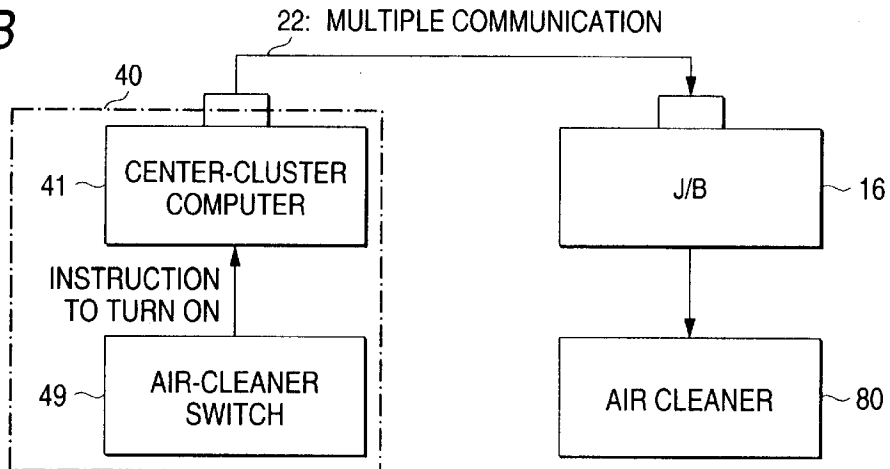 B
22: MULTIPLE COMMUNICATION
40
41
CENTER-CLUSTER
COMPUTER
J/B
16
INSTRUCTION
TO TURN ON
49
AIR-CLEANER
SWITCH
AIR CLEANER
80